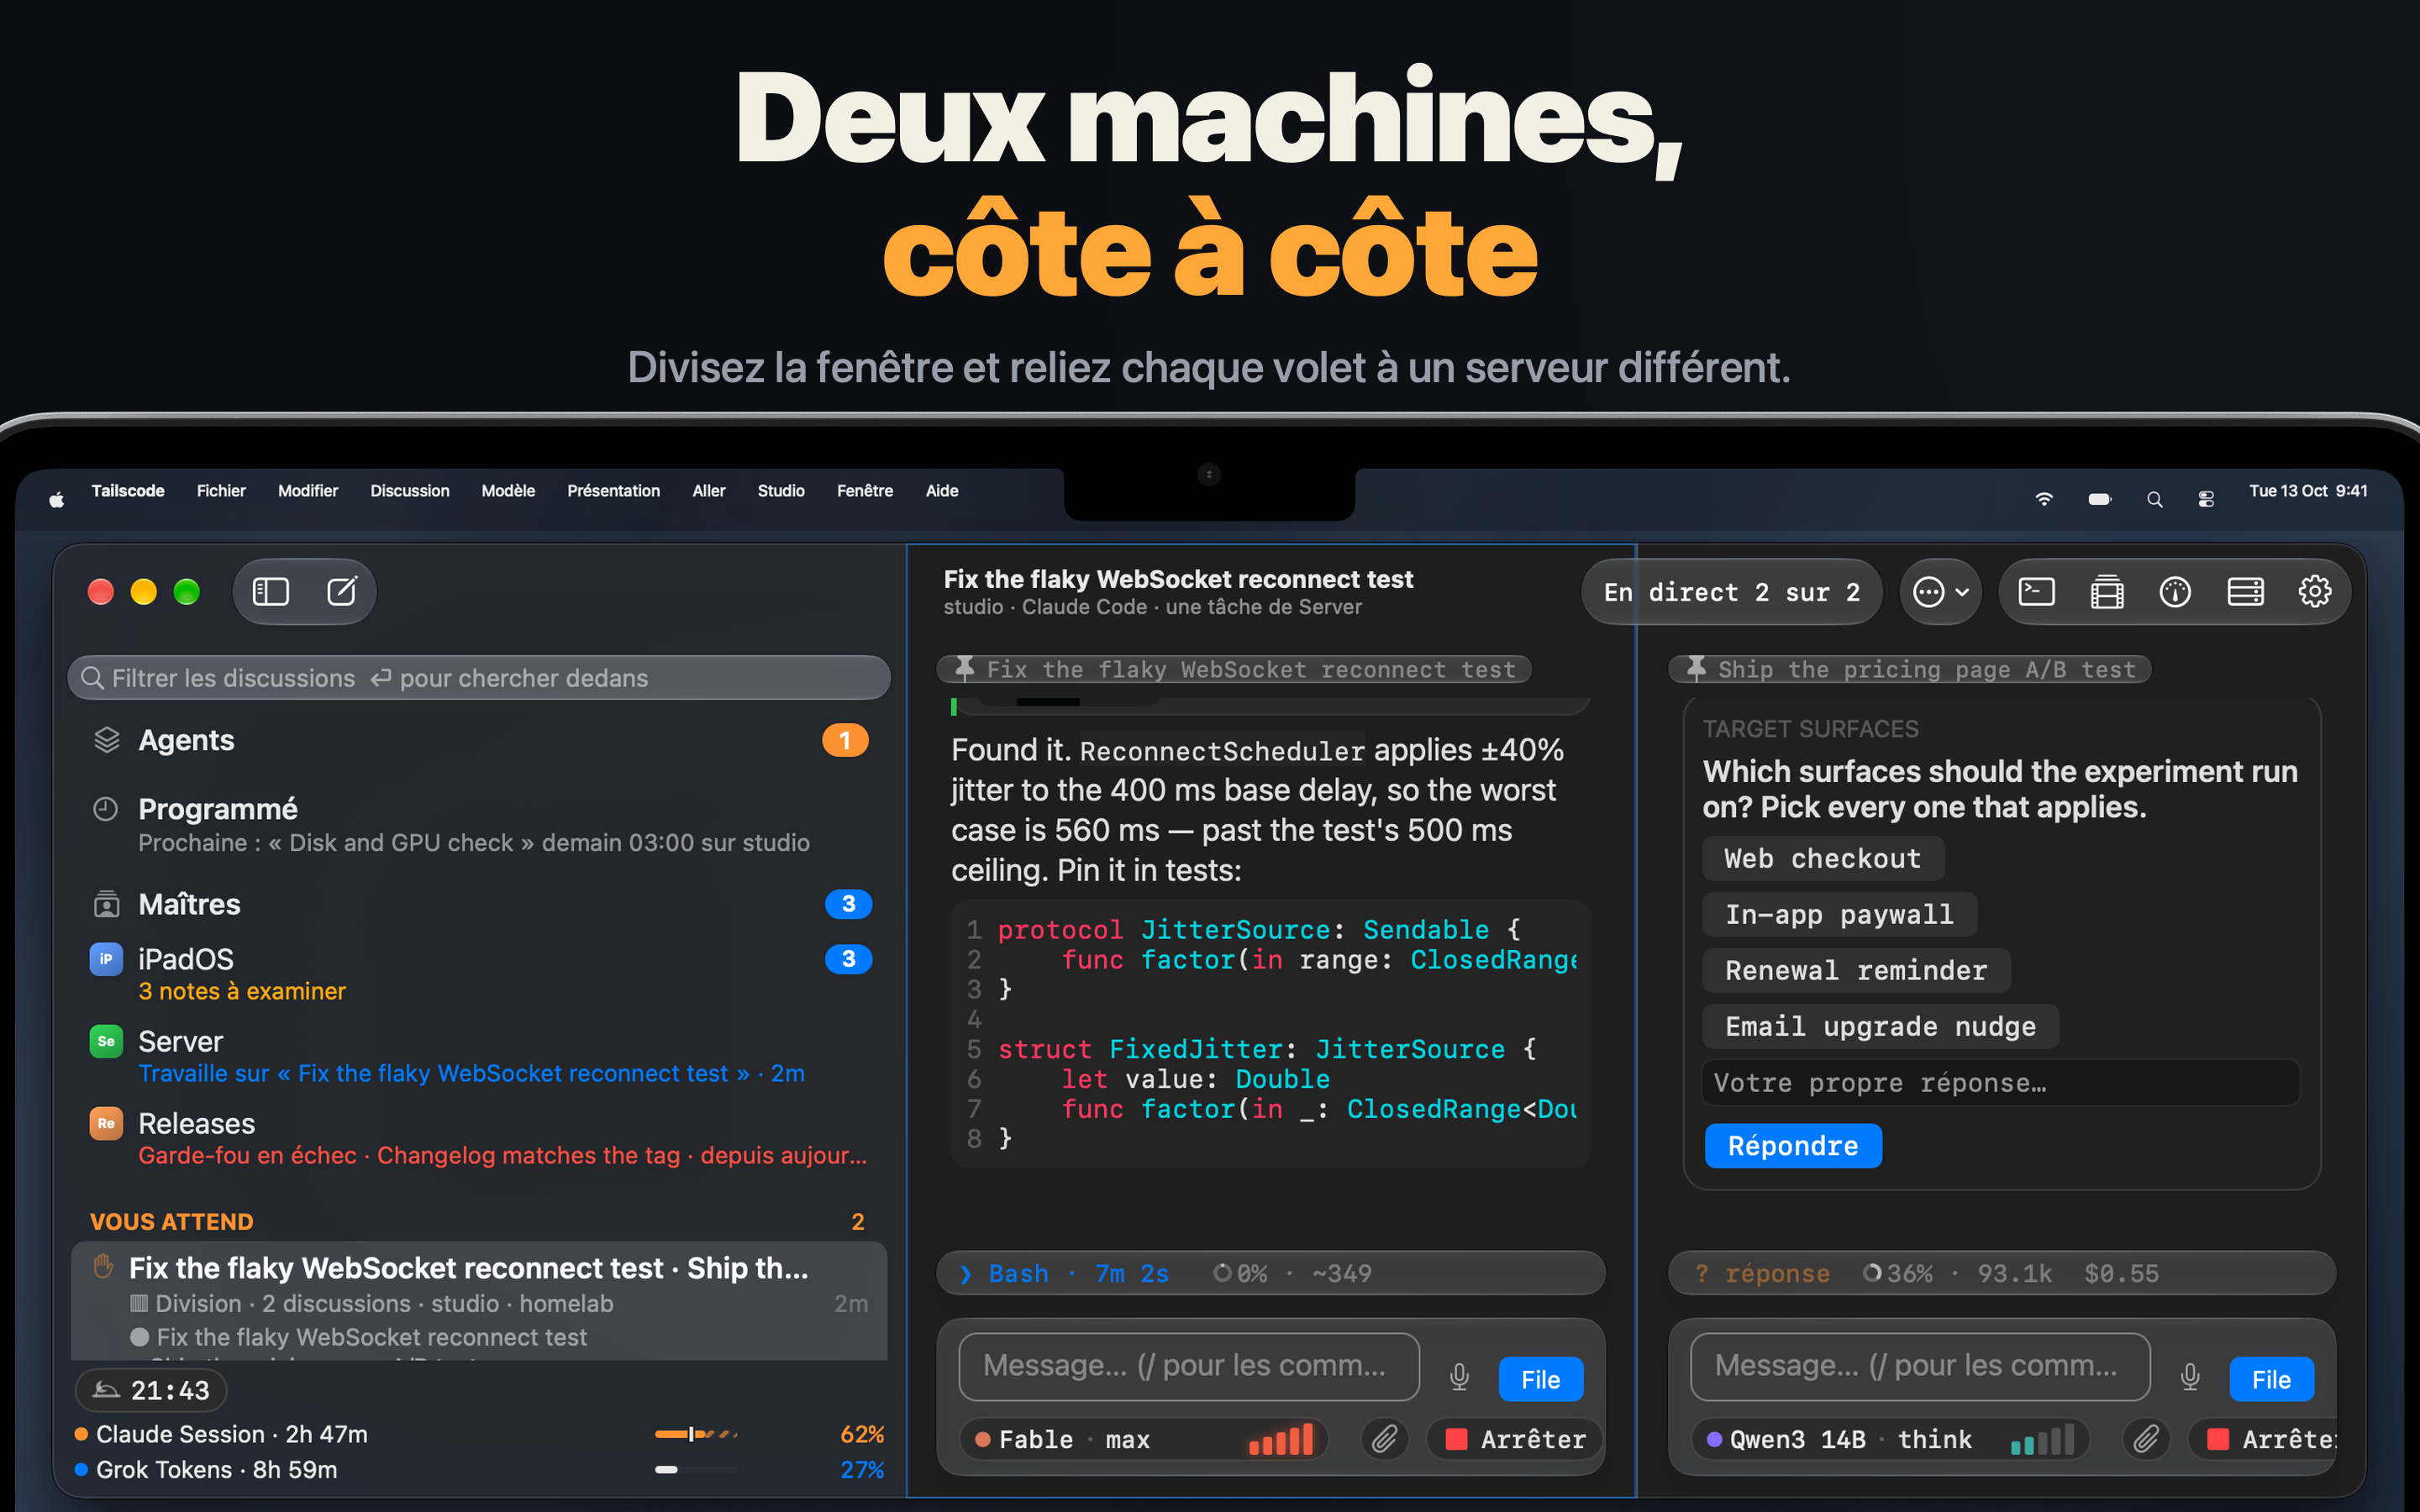 Deux machines,
côte à côte
Divisez la fenêtre et reliez chaque volet à un serveur différent.
Tailscode Fichier Modifier Discussion Modèle Présentation Aller Studio Fenêtre Aide
Tue 13 Oct 9:41
Filtrer les discussions ⏎ pour chercher dedans
Agents
1
Programmé
Prochaine : « Disk and GPU check » demain 03:00 sur studio
Maîtres
3
iP
iPadOS
3
3 notes à examiner
Se
Server
Travaille sur « Fix the flaky WebSocket reconnect test » · 2m
Re
Releases
Garde-fou en échec · Changelog matches the tag · depuis aujour...
VOUS ATTEND
2
Fix the flaky WebSocket reconnect test · Ship th...
Division · 2 discussions · studio · homelab
2m
Fix the flaky WebSocket reconnect test
21:43
Claude Session · 2h 47m
62%
Grok Tokens · 8h 59m
27%
Fix the flaky WebSocket reconnect test
studio · Claude Code · une tâche de Server
En direct 2 sur 2
Fix the flaky WebSocket reconnect test
Found it. ReconnectScheduler applies ±40%
jitter to the 400 ms base delay, so the worst
case is 560 ms — past the test's 500 ms
ceiling. Pin it in tests:
1 protocol JitterSource: Sendable {
2 func factor(in range: ClosedRange
3 }
4
5 struct FixedJitter: JitterSource {
6 let value: Double
7 func factor(in _: ClosedRange<Dou
8 }
❯ Bash · 7m 2s 0% · ~349
Message... (/ pour les comm...
File
Fable · max
Arrêter
Ship the pricing page A/B test
TARGET SURFACES
Which surfaces should the experiment run
on? Pick every one that applies.
Web checkout
In-app paywall
Renewal reminder
Email upgrade nudge
Votre propre réponse…
Répondre
? réponse 36% · 93.1k $0.55
Message... (/ pour les comm...
File
Qwen3 14B · think
Arrêter